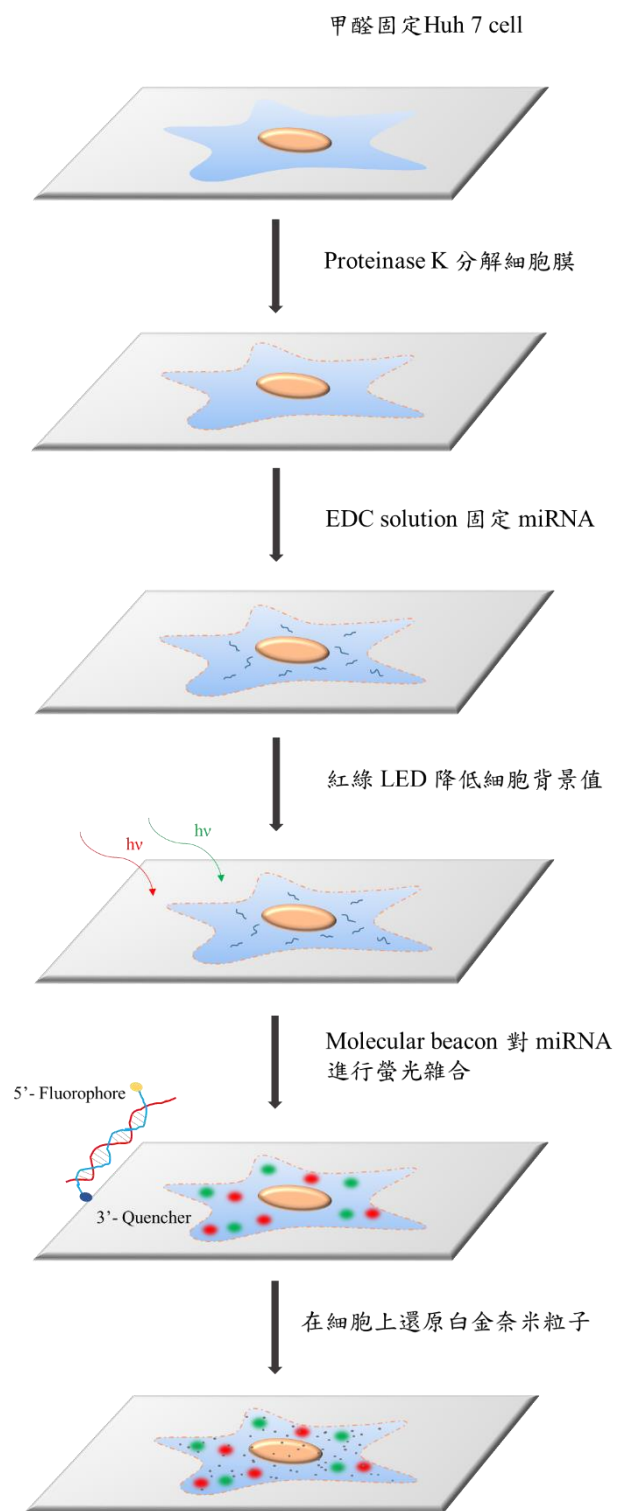 甲醛固定Huh 7 cell
Proteinase K 分解細胞膜
EDC solution 固定 miRNA
紅綠 LED 降低細胞背景值
hν
hν
Molecular beacon 對 miRNA
進行螢光雜合
5’- Fluorophore
3’- Quencher
在細胞上還原白金奈米粒子